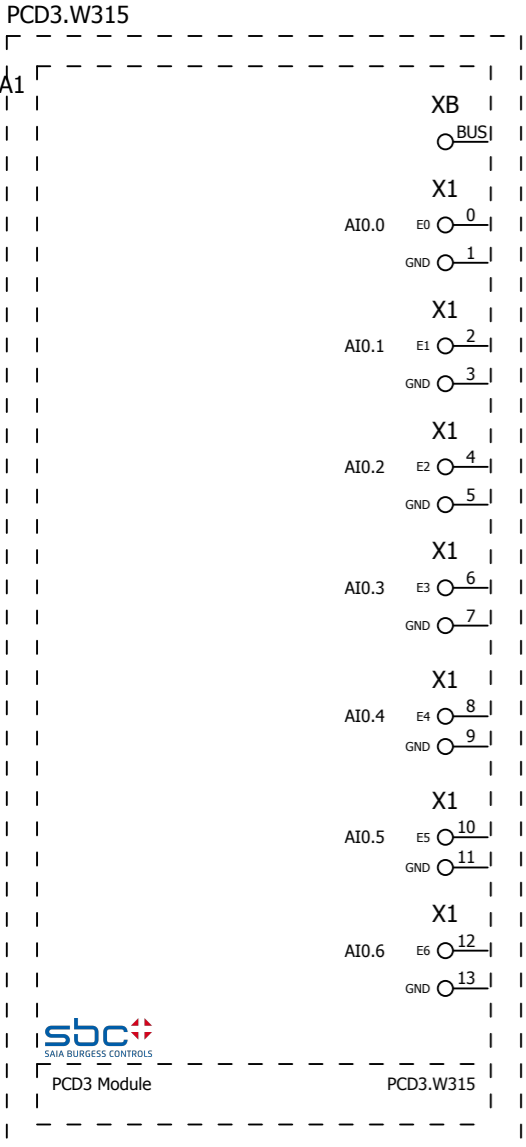 PCD3.W315
A1
XB
BUS
X1
AI0.0 E0 0
GND 1
X1
AI0.1 E1 2
GND 3
X1
AI0.2 E2 4
GND 5
X1
AI0.3 E3 6
GND 7
X1
AI0.4 E4 8
GND 9
X1
AI0.5 E5 10
GND 11
X1
AI0.6 E6 12
GND 13
sbc
SAIA BURGESS CONTROLS
PCD3 Module PCD3.W315